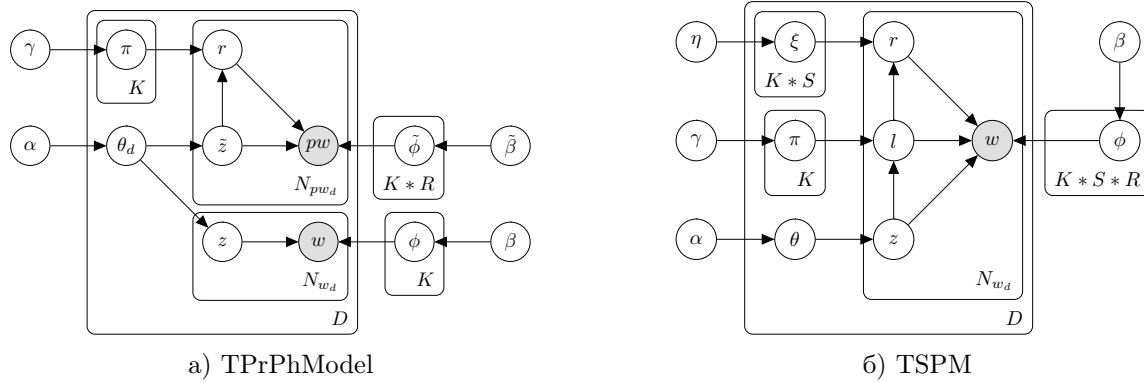 γ π r
K
α θ_d z̃ pw φ̃ β̃
N_{pw_d} K * R
z w φ β
N_{w_d} K
D
а) TPrPhModel
η ξ r β
K * S
γ π l w φ
K K * S * R
α θ z
N_{w_d}
D
б) TSPM